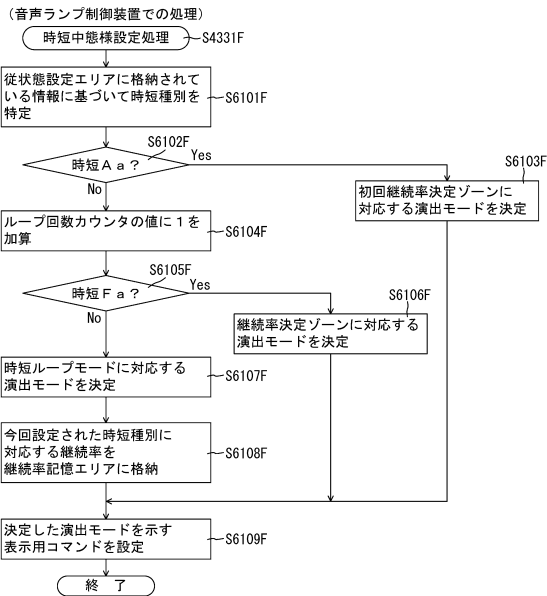 （音声ランプ制御装置での処理）
時短中態様設定処理
S4331F
従状態設定エリアに格納されて
いる情報に基づいて時短種別を
特定
S6101F
S6102F
時短Ａａ？
Yes
No
S6103F
初回継続率決定ゾーンに
対応する演出モードを決定
ループ回数カウンタの値に１を
加算
S6104F
S6105F
時短Ｆａ？
Yes
No
S6106F
継続率決定ゾーンに対応する
演出モードを決定
時短ループモードに対応する
演出モードを決定
S6107F
今回設定された時短種別に
対応する継続率を
継続率記憶エリアに格納
S6108F
決定した演出モードを示す
表示用コマンドを設定
S6109F
終　了